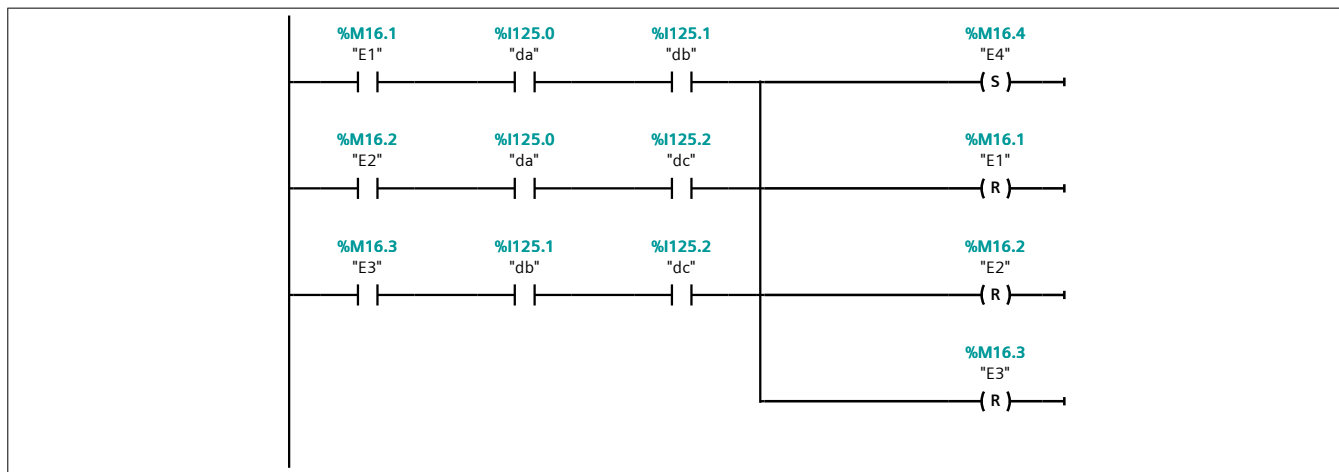 %M16.1 %I125.0 %I125.1 %M16.4
"E1" "da" "db" "E4"
S
%M16.2 %I125.0 %I125.2 %M16.1
"E2" "da" "dc" "E1"
R
%M16.3 %I125.1 %I125.2 %M16.2
"E3" "db" "dc" "E2"
R
%M16.3
"E3"
R